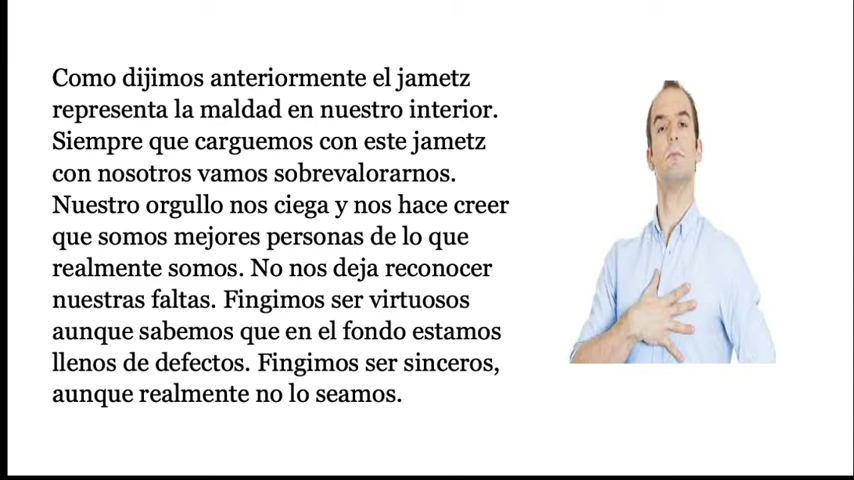 Como dijimos anteriormente el jametz
representa la maldad en nuestro interior.
Siempre que carguemos con este jametz
con nosotros vamos sobrevalorarnos.
Nuestro orgullo nos ciega y nos hace creer
que somos mejores personas de lo que
realmente somos. No nos deja reconocer
nuestras faltas. Fingimos ser virtuosos
aunque sabemos que en el fondo estamos
llenos de defectos. Fingimos ser sinceros,
aunque realmente no lo seamos.